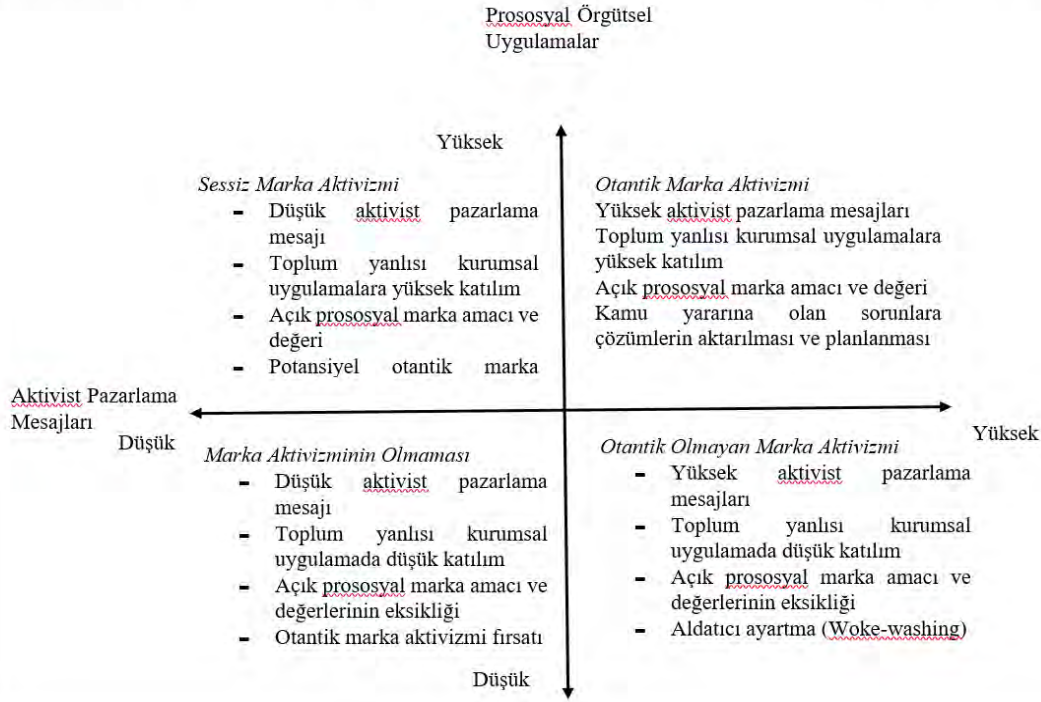 Prososyal Örgütsel
Uygulamalar
Yüksek
Sessiz Marka Aktivizmi
- Düşük aktivist pazarlama
mesajı
- Toplum yanlısı kurumsal
uygulamalara yüksek katılım
- Açık prososyal marka amacı ve
değeri
- Potansiyel otantik marka
Otantik Marka Aktivizmi
Yüksek aktivist pazarlama mesajları
Toplum yanlısı kurumsal uygulamalara
yüksek katılım
Açık prososyal marka amacı ve değeri
Kamu yararına olan sorunlara
çözümlerin aktarılması ve planlanması
Aktivist Pazarlama
Mesajları
Düşük
Yüksek
Marka Aktivizminin Olmaması
- Düşük aktivist pazarlama
mesajı
- Toplum yanlısı kurumsal
uygulamada düşük katılım
- Açık prososyal marka amacı ve
değerlerinin eksikliği
- Otantik marka aktivizmi fırsatı
Otantik Olmayan Marka Aktivizmi
- Yüksek aktivist pazarlama
mesajları
- Toplum yanlısı kurumsal
uygulamada düşük katılım
- Açık prososyal marka amacı ve
değerlerinin eksikliği
- Aldatıcı ayartma (Woke-washing)
Düşük